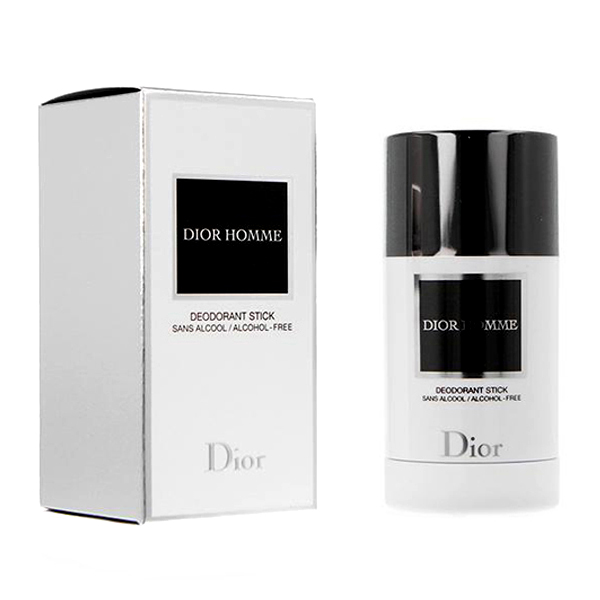 DIOR HOMME
DEODORANT STICK
SANS ALCOOL / ALCOHOL-FREE
Dior
DIOR HOMME
DEODORANT STICK
SANS ALCOOL / ALCOHOL-FREE
Dior